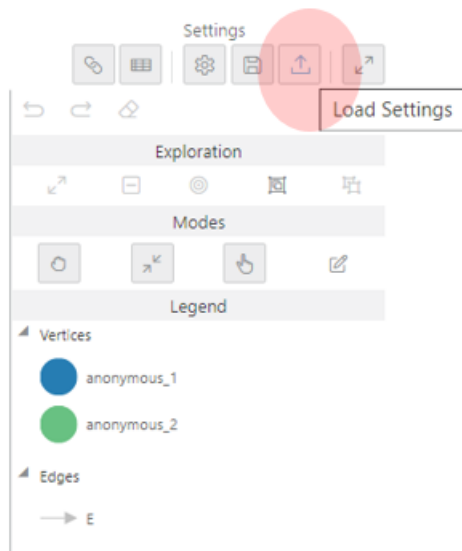 Settings
Load Settings
Exploration
Modes
Legend
Vertices
anonymous_1
anonymous_2
Edges
E